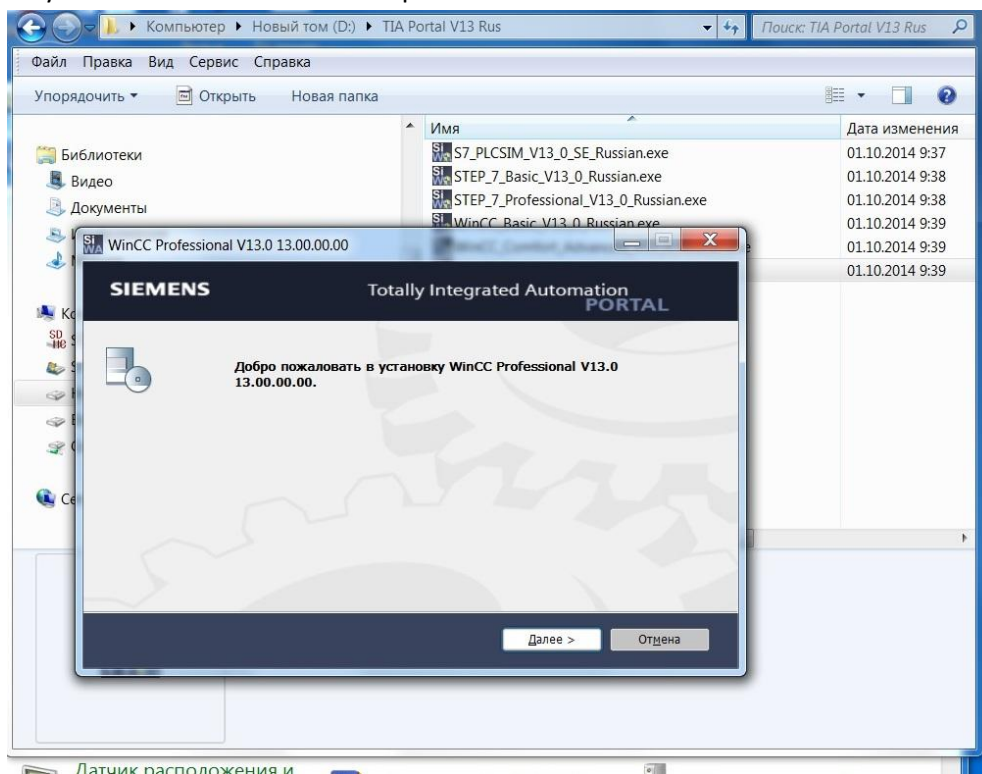 Компьютер ▸ Новый том (D:) ▸ TIA Portal V13 Rus
Поиск: TIA Portal V13 Rus
Файл Правка Вид Сервис Справка
Упорядочить Открыть Новая папка
Имя Дата изменения
Библиотеки
Видео
Документы
S7_PLCSIM_V13_0_SE_Russian.exe 01.10.2014 9:37
STEP_7_Basic_V13_0_Russian.exe 01.10.2014 9:38
STEP_7_Professional_V13_0_Russian.exe 01.10.2014 9:38
WinCC_Basic_V13_0_Russian.exe 01.10.2014 9:39
01.10.2014 9:39
01.10.2014 9:39
WinCC Professional V13.0 13.00.00.00
SIEMENS
Totally Integrated Automation
PORTAL
Добро пожаловать в установку WinCC Professional V13.0
13.00.00.00.
Далее > Отмена
Датчик расположения и